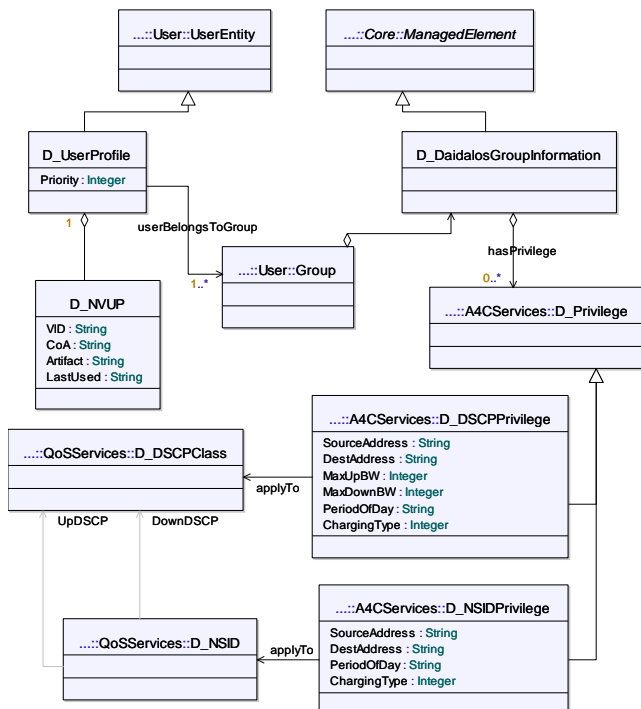 ...::User::UserEntity
...::Core::ManagedElement
D_UserProfile
Priority : Integer
D_DaidalosGroupInformation
1
userBelongsToGroup
hasPrivilege
...::User::Group
1..*
0..*
D_NVUP
VID : String
CoA : String
Artifact : String
LastUsed : String
...::A4CServices::D_Privilege
...::A4CServices::D_DSCPPrivilege
SourceAddress : String
DestAddress : String
MaxUpBW : Integer
MaxDownBW : Integer
PeriodOfDay : String
ChargingType : Integer
...::QoSServices::D_DSCPClass
applyTo
UpDSCP
DownDSCP
...::A4CServices::D_NSIDPrivilege
SourceAddress : String
DestAddress : String
PeriodOfDay : String
ChargingType : Integer
...::QoSServices::D_NSID
applyTo